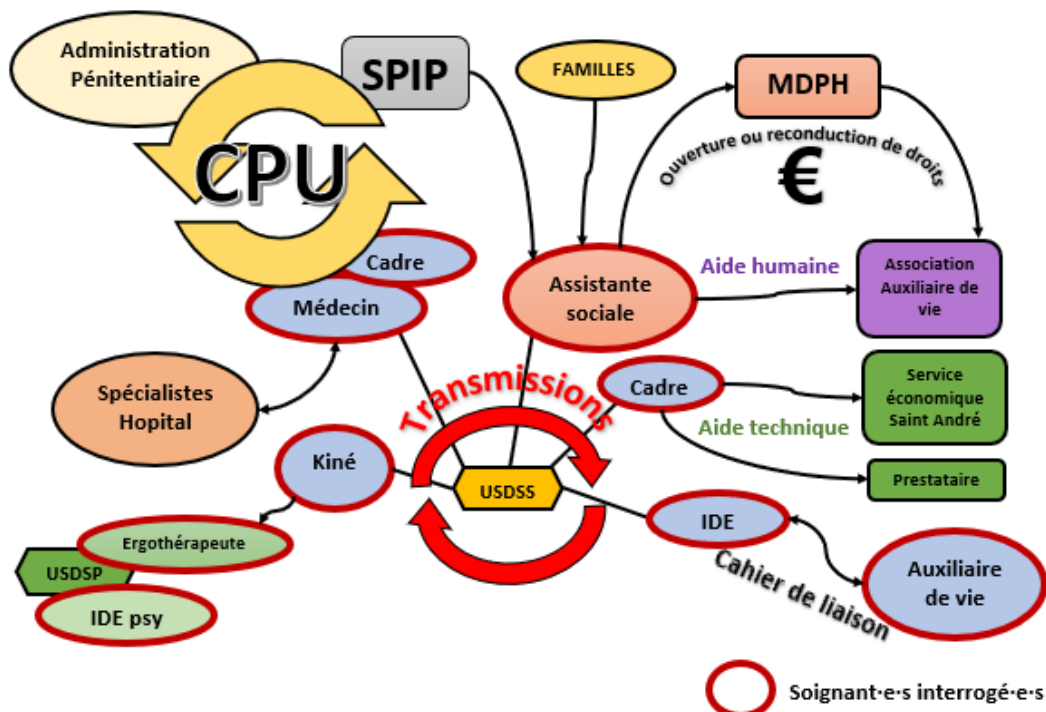 Administration
Pénitentiaire
SPIP
FAMILLES
MDPH
Ouverture ou reconduction de droits
€
CPU
Cadre
Médecin
Assistante
sociale
Aide humaine
Association
Auxiliaire de
vie
Spécialistes
Hopital
Transmissions
Cadre
Service
économique
Saint André
Aide technique
Prestataire
Kiné
USDSS
IDE
Ergothérapeute
USDSP
IDE psy
Cahier de liaison
Auxiliaire
de vie
Soignant·e·s interrogé·e·s